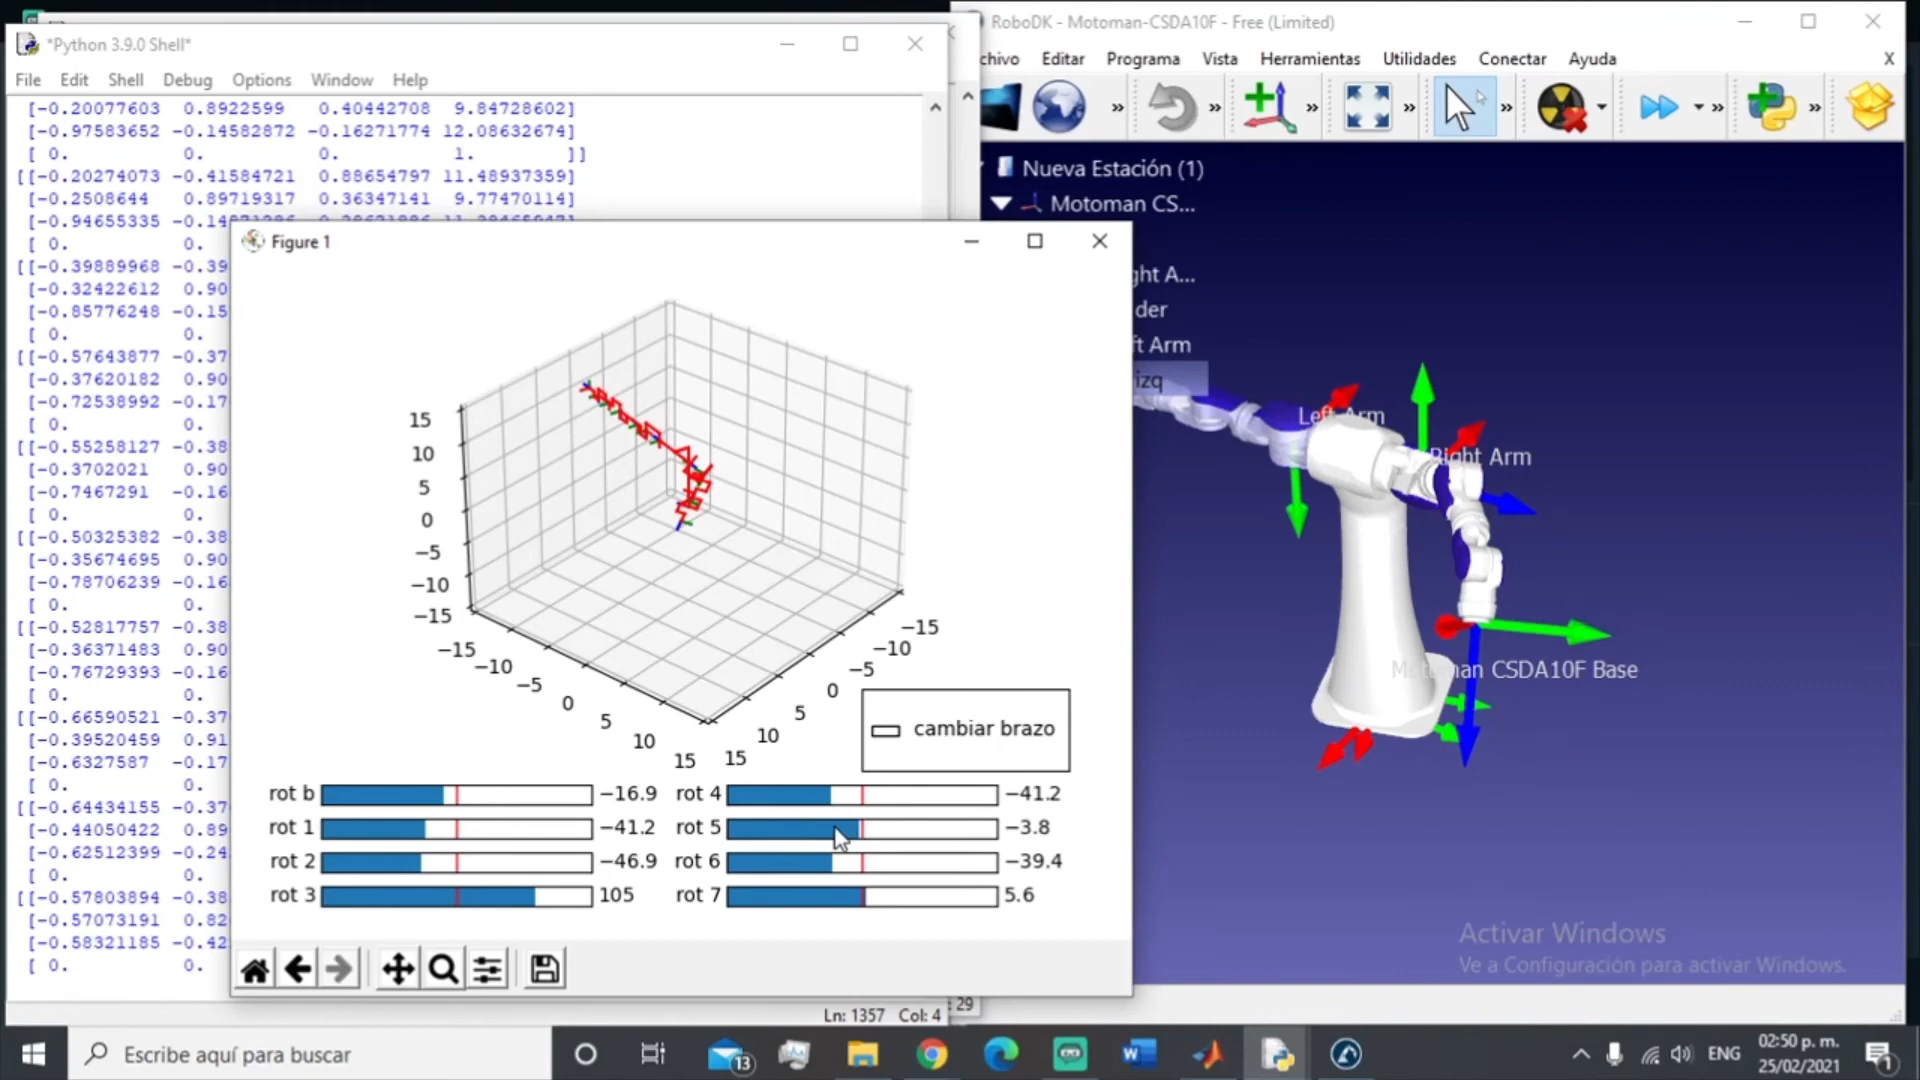 *Python 3.9.0 Shell*
File Edit Shell Debug Options Window Help
[-0.20077603 0.8922599 0.40442708 9.84728602]
[-0.97583652 -0.14582872 -0.16271774 12.08632674]
[ 0. 0. 0. 1. ]]
[[-0.20274073 -0.41584721 0.88654797 11.48937359]
[-0.2508644 0.89719317 0.36347141 9.77470114]
[-0.94655335
[ 0. 0.
[[-0.39889968 -0.39
[-0.32422612 0.90
[-0.85776248 -0.15
[ 0. 0.
[[-0.57643877 -0.37
[-0.37620182 0.90
[-0.72538992 -0.17
[ 0. 0.
[[-0.55258127 -0.38
[-0.3702021 0.90
[-0.7467291 -0.16
[ 0. 0.
[[-0.50325382 -0.38
[-0.35674695 0.90
[-0.78706239 -0.16
[ 0. 0.
[[-0.52817757 -0.38
[-0.36371483 0.90
[-0.76729393 -0.16
[ 0. 0.
[[-0.66590521 -0.37
[-0.39520459 0.91
[-0.6327587 -0.17
[ 0. 0.
[[-0.64434155 -0.37
[-0.44050422 0.89
[-0.62512399 -0.24
[ 0. 0.
[[-0.57803894 -0.38
[-0.57073191 0.82
[-0.58321185 -0.42
[ 0. 0.
Ln: 1357 Col: 4
: 29
Figure 1
15
10
5
0
−5
−10
−15
−15
−10
−5
0
5
10
15
−15
−10
−5
0
5
10
15
cambiar brazo
rot b −16.9 rot 4 −41.2
rot 1 −41.2 rot 5 −3.8
rot 2 −46.9 rot 6 −39.4
rot 3 105 rot 7 5.6
RoboDK - Motoman-CSDA10F - Free (Limited)
chivo Editar Programa Vista Herramientas Utilidades Conectar Ayuda X
Nueva Estación (1)
Motoman CS...
ght A...
der
ft Arm
izq
Left Arm
Right Arm
Motoman CSDA10F Base
Activar Windows
Ve a Configuración para activar Windows.
Escribe aquí para buscar
13
ENG
02:50 p. m.
25/02/2021
1